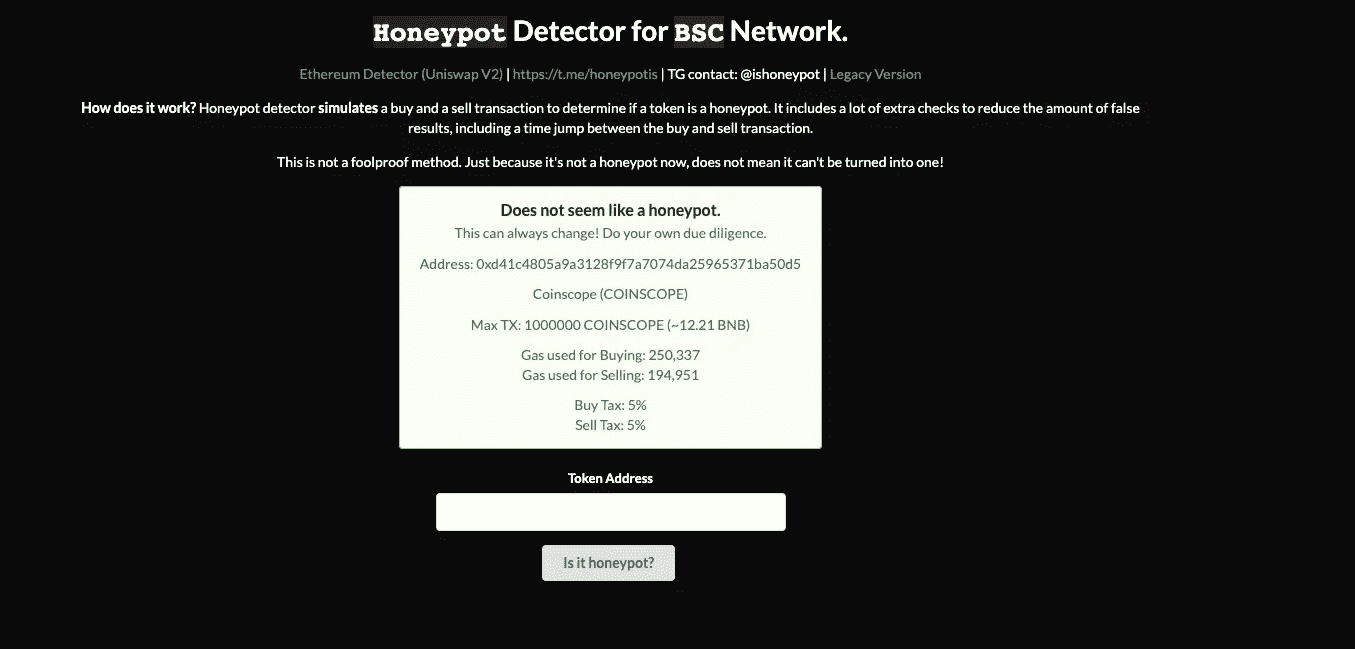 Honeypot Detector for BSC Network.
Ethereum Detector (Uniswap V2) | https://t.me/honeypotis | TG contact: @ishoneypot | Legacy Version
How does it work? Honeypot detector simulates a buy and a sell transaction to determine if a token is a honeypot. It includes a lot of extra checks to reduce the amount of false
results, including a time jump between the buy and sell transaction.
This is not a foolproof method. Just because it's not a honeypot now, does not mean it can't be turned into one!
Does not seem like a honeypot.
This can always change! Do your own due diligence.
Address: 0xd41c4805a9a3128f9f7a7074da25965371ba50d5
Coinscope (COINSCOPE)
Max TX: 1000000 COINSCOPE (~12.21 BNB)
Gas used for Buying: 250,337
Gas used for Selling: 194,951
Buy Tax: 5%
Sell Tax: 5%
Token Address
Is it honeypot?